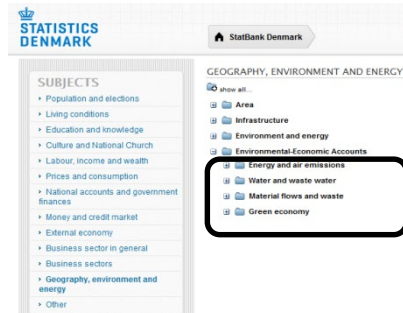 STATISTICS
DENMARK
StatBank Denmark
SUBJECTS
Population and elections
Living conditions
Education and knowledge
Culture and National Church
Labour, income and wealth
Prices and consumption
National accounts and government
finances
Money and credit market
External economy
Business sector in general
Business sectors
Geography, environment and
energy
Other
GEOGRAPHY, ENVIRONMENT AND ENERGY
show all...
Area
Infrastructure
Environment and energy
Environmental-Economic Accounts
Energy and air emissions
Water and waste water
Material flows and waste
Green economy